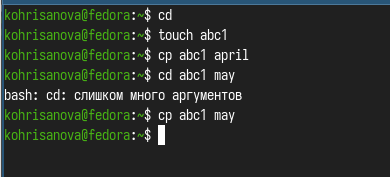 kohrisanova@fedora:~$ cd
kohrisanova@fedora:~$ touch abc1
kohrisanova@fedora:~$ cp abc1 april
kohrisanova@fedora:~$ cd abc1 may
bash: cd: слишком много аргументов
kohrisanova@fedora:~$ cp abc1 may
kohrisanova@fedora:~$